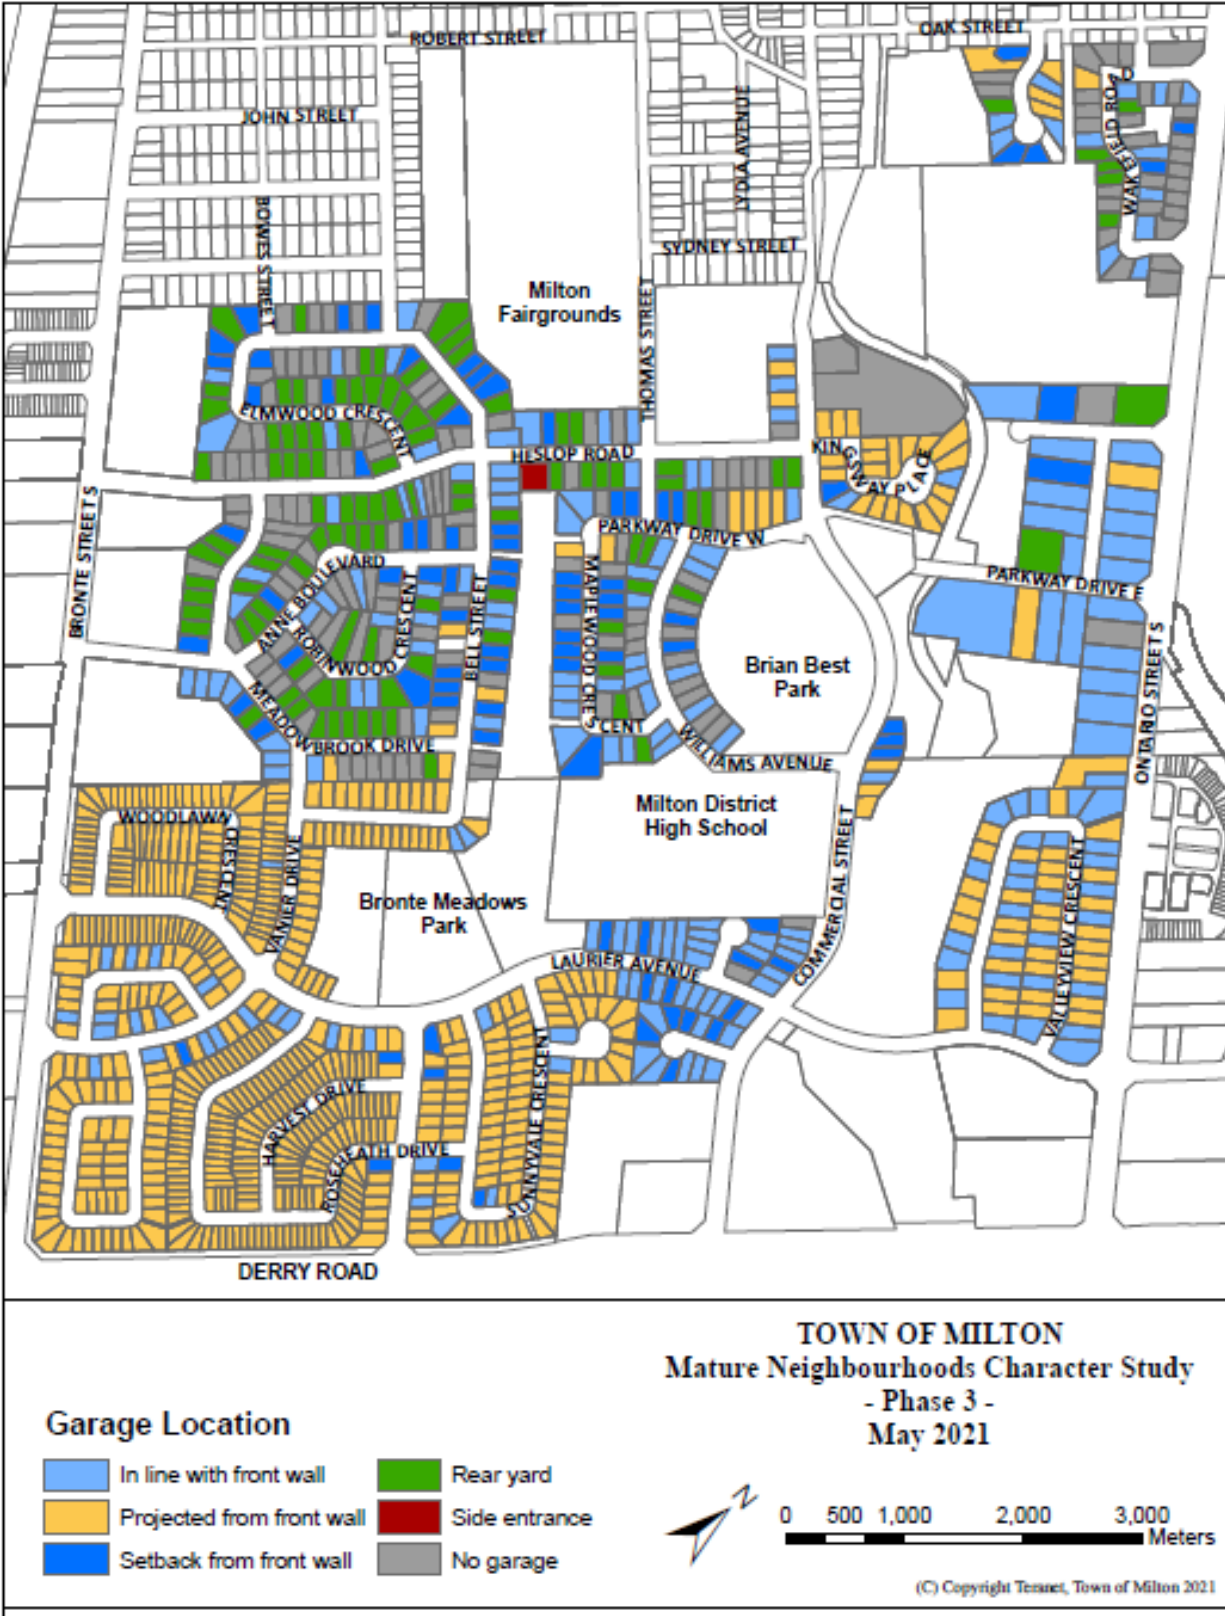 OAK STREET
ROBERT STREET
JOHN STREET
LYDIA AVENUE
WAKEFIELD ROAD
BOWES STREET
SYDNEY STREET
Milton
Fairgrounds
THOMAS STREET
ELMWOOD CRESCENT
HESLOP ROAD
KINGSWAY PLACE
BRONTE STREET S
PARKWAY DRIVE W
PARKWAY DRIVE E
ANNE BOULEVARD
ROBINWOOD CRESCENT
BELL STREET
MAPLEWOOD CRESCENT
Brian Best
Park
ONTARIO STREET S
MEADOWBROOK DRIVE
WILLIAMS AVENUE
Milton District
High School
WOODLAWN CRESCENT
VANIER DRIVE
COMMERCIAL STREET
VALLEYVIEW CRESCENT
Bronte Meadows
Park
LAURIER AVENUE
HARVEST DRIVE
ROSEHEATH DRIVE
SUNNYVALE CRESCENT
DERRY ROAD
TOWN OF MILTON
Mature Neighbourhoods Character Study
- Phase 3 -
May 2021
Garage Location
In line with front wall
Projected from front wall
Setback from front wall
Rear yard
Side entrance
No garage
N
0 500 1,000 2,000 3,000
Meters
(C) Copyright Teranet, Town of Milton 2021